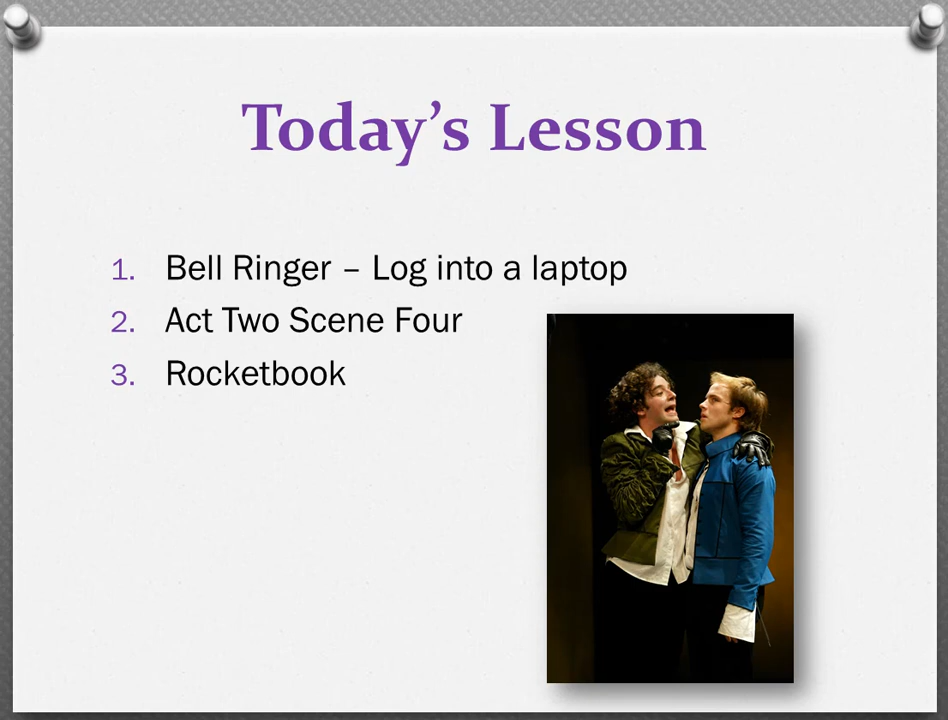 Today’s Lesson
1. Bell Ringer – Log into a laptop
2. Act Two Scene Four
3. Rocketbook